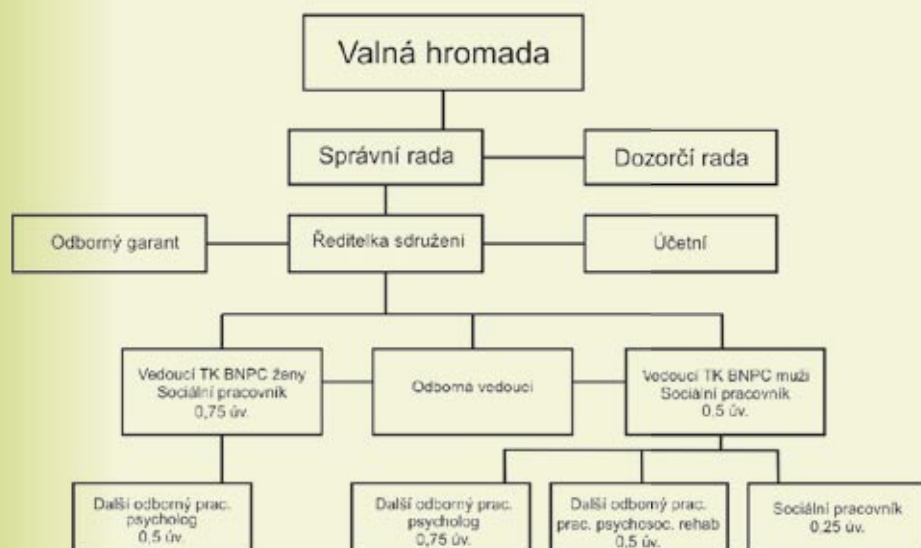 Valná hromada
Správní rada
Dozorčí rada
Odborný garant
Ředitelka sdružení
Účetní
Vedoucí TK BNPC ženy
Sociální pracovník
0,75 úv.
Odborná vedoucí
Vedoucí TK BNPC muži
Sociální pracovník
0,5 úv.
Další odborný prac.
psycholog
0,5 úv.
Další odborný prac.
psycholog
0,75 úv.
Další odborný prac.
prac. psychosoc. rehab
0,5 úv.
Sociální pracovník
0,25 úv.